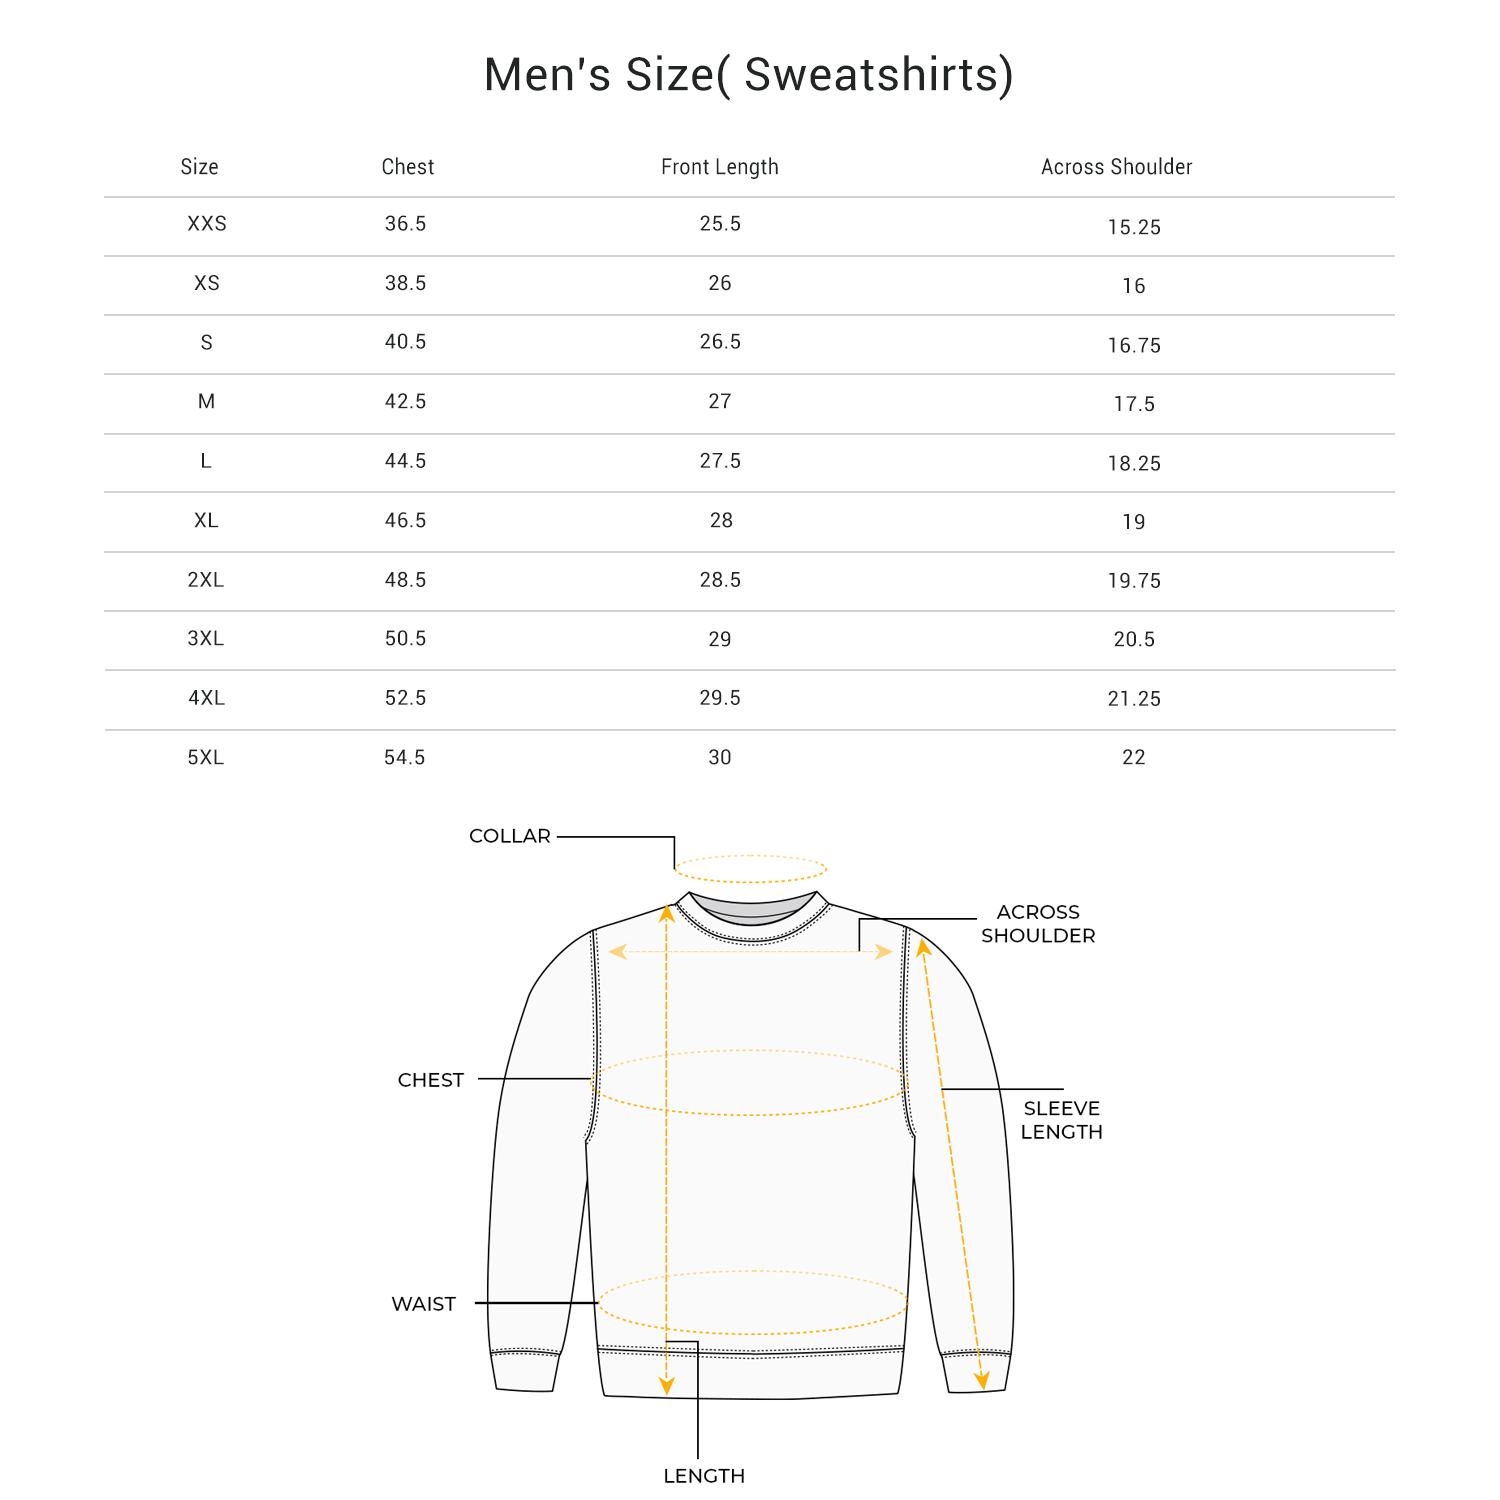 Men's Size( Sweatshirts)
Size Chest Front Length Across Shoulder
XXS 36.5 25.5 15.25
XS 38.5 26 16
S 40.5 26.5 16.75
M 42.5 27 17.5
L 44.5 27.5 18.25
XL 46.5 28 19
2XL 48.5 28.5 19.75
3XL 50.5 29 20.5
4XL 52.5 29.5 21.25
5XL 54.5 30 22
COLLAR
ACROSS
SHOULDER
CHEST
SLEEVE
LENGTH
WAIST
LENGTH